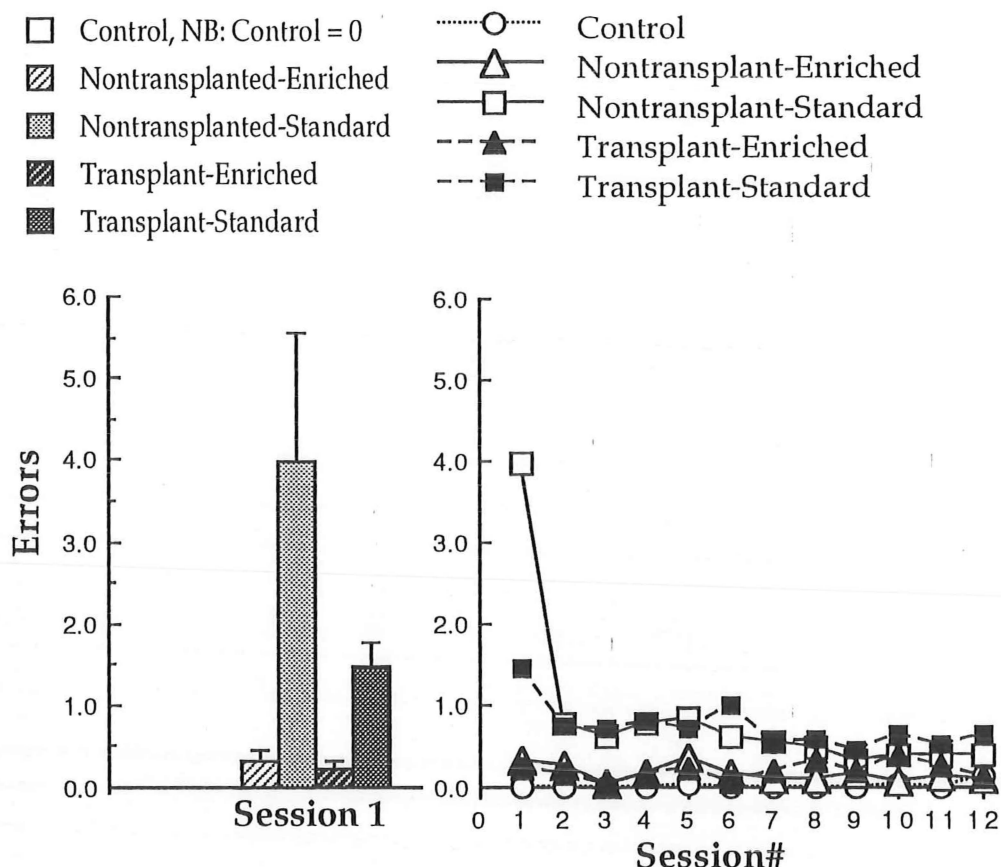 Control, NB: Control = 0
Nontransplanted-Enriched
Nontransplanted-Standard
Transplant-Enriched
Transplant-Standard
Control
Nontransplant-Enriched
Nontransplant-Standard
Transplant-Enriched
Transplant-Standard
Errors
6.0
5.0
4.0
3.0
2.0
1.0
0.0
Session 1
6.0
5.0
4.0
3.0
2.0
1.0
0.0
0 1 2 3 4 5 6 7 8 9 10 11 12
Session#